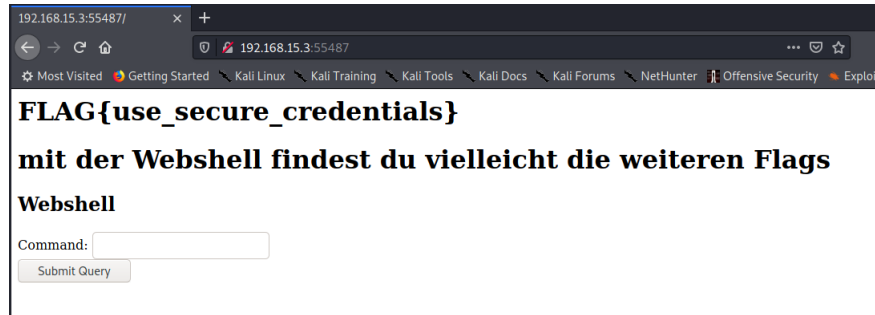 192.168.15.3:55487/
192.168.15.3:55487
Most Visited Getting Started Kali Linux Kali Training Kali Tools Kali Docs Kali Forums NetHunter Offensive Security Exploi
FLAG{use_secure_credentials}
mit der Webshell findest du vielleicht die weiteren Flags
Webshell
Command:
Submit Query